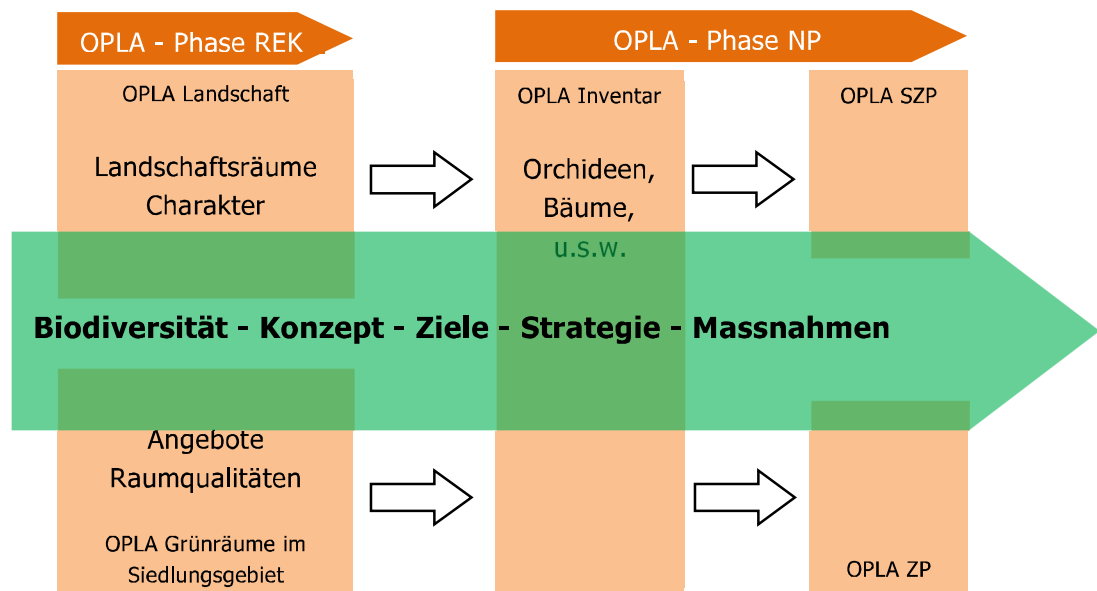 OPLA - Phase REK
OPLA - Phase NP
OPLA Landschaft
OPLA Inventar
OPLA SZP
Landschaftsräume
Charakter
Orchideen,
Bäume,
u.s.w.
Biodiversität - Konzept - Ziele - Strategie - Massnahmen
Angebote
Raumqualitäten
OPLA Grünräume im
Siedlungsgebiet
OPLA ZP